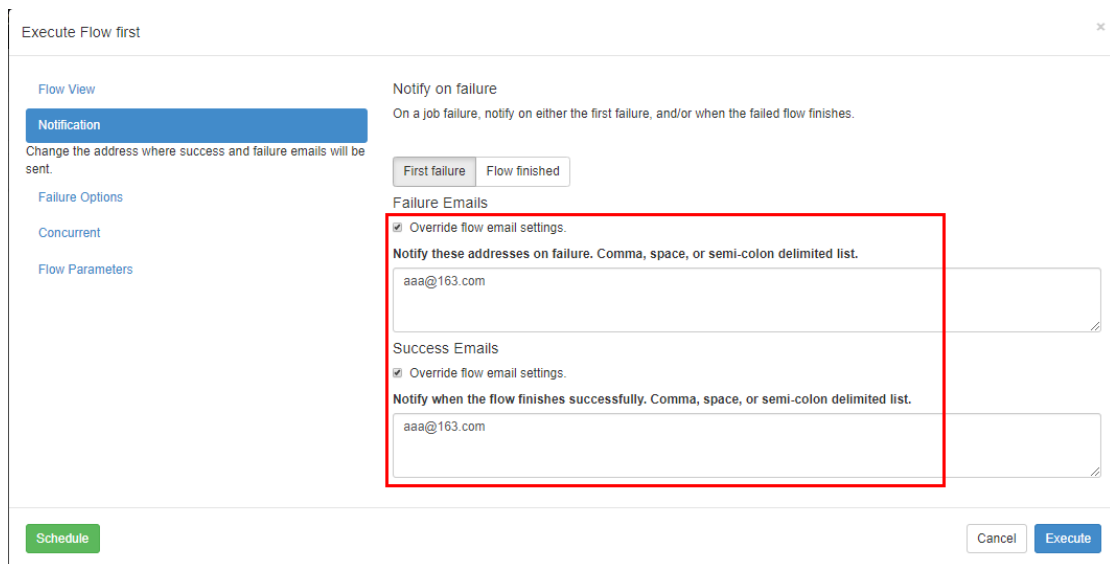 Execute Flow first
×
Flow View
Notification
Change the address where success and failure emails will be
sent.
Failure Options
Concurrent
Flow Parameters
Notify on failure
On a job failure, notify on either the first failure, and/or when the failed flow finishes.
First failure Flow finished
Failure Emails
Override flow email settings.
Notify these addresses on failure. Comma, space, or semi-colon delimited list.
aaa@163.com
Success Emails
Override flow email settings.
Notify when the flow finishes successfully. Comma, space, or semi-colon delimited list.
aaa@163.com
Schedule
Cancel Execute